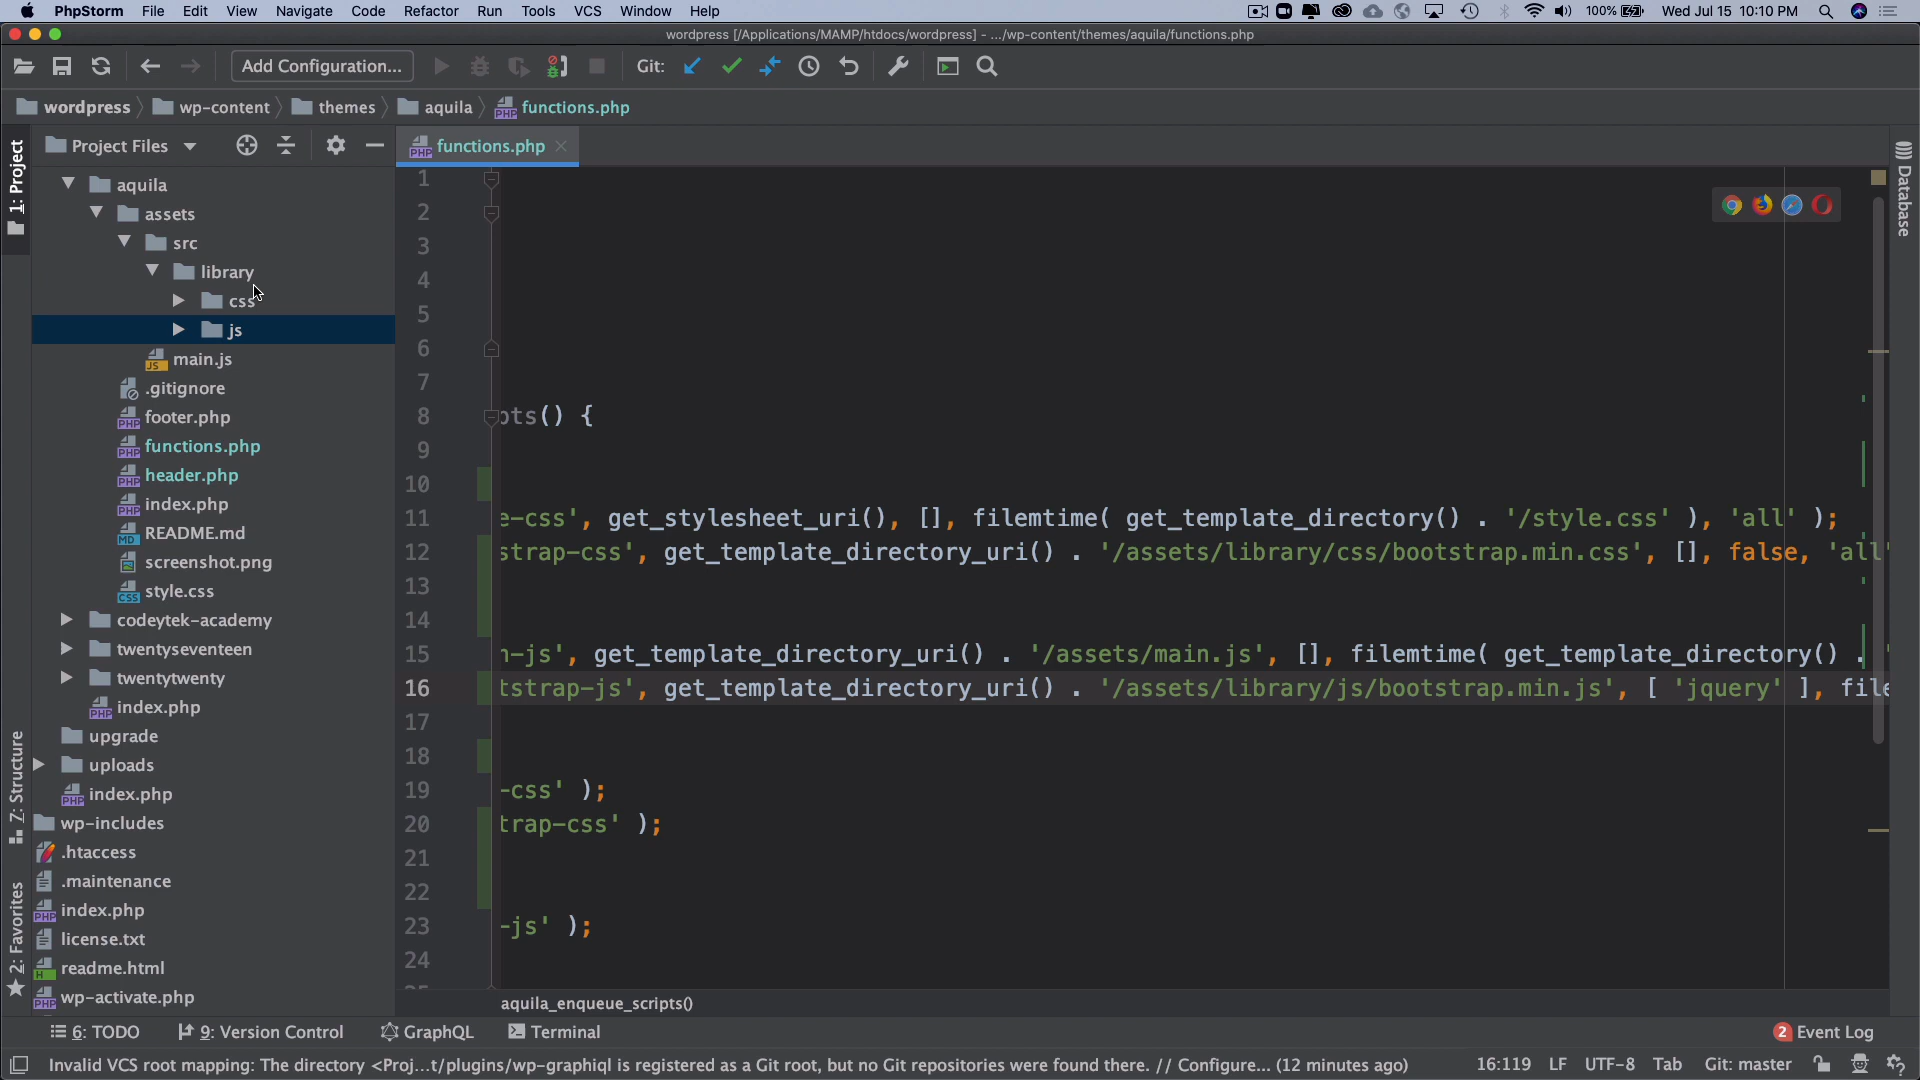 PhpStorm File Edit View Navigate Code Refactor Run Tools VCS Window Help 100% Wed Jul 15 10:10 PM
wordpress [/Applications/MAMP/htdocs/wordpress] - .../wp-content/themes/aquila/functions.php
Add Configuration... Git:
wordpress wp-content themes aquila functions.php
1: Project
Project Files
functions.php
Database
aquila
assets
src
library
css
js
main.js
.gitignore
footer.php
functions.php
header.php
index.php
README.md
screenshot.png
style.css
codeytek-academy
twentyseventeen
twentytwenty
index.php
upgrade
uploads
index.php
wp-includes
.htaccess
.maintenance
index.php
license.txt
readme.html
wp-activate.php
Z: Structure
2: Favorites
1
2
3
4
5
6
7
8 pts() {
9
10
11 e-css', get_stylesheet_uri(), [], filemtime( get_template_directory() . '/style.css' ), 'all' );
12 strap-css', get_template_directory_uri() . '/assets/library/css/bootstrap.min.css', [], false, 'all'
13
14
15 n-js', get_template_directory_uri() . '/assets/main.js', [], filemtime( get_template_directory() .
16 tstrap-js', get_template_directory_uri() . '/assets/library/js/bootstrap.min.js', [ 'jquery' ], file
17
18
19 -css' );
20 trap-css' );
21
22
23 -js' );
24
aquila_enqueue_scripts()
6: TODO 9: Version Control GraphQL Terminal 2 Event Log
Invalid VCS root mapping: The directory <Proj...t/plugins/wp-graphiql is registered as a Git root, but no Git repositories were found there. // Configure... (12 minutes ago) 16:119 LF UTF-8 Tab Git: master